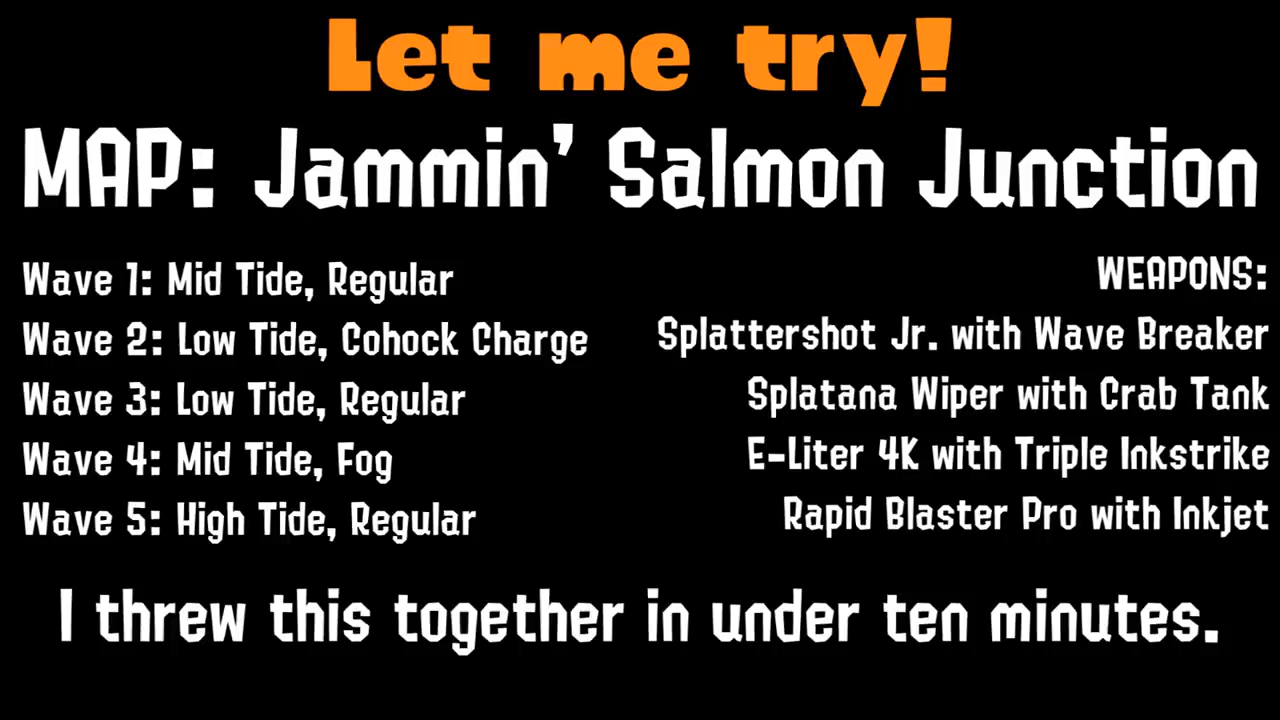 Let me try!
MAP: Jammin' Salmon Junction
Wave 1: Mid Tide, Regular
Wave 2: Low Tide, Cohock Charge
Wave 3: Low Tide, Regular
Wave 4: Mid Tide, Fog
Wave 5: High Tide, Regular
WEAPONS:
Splattershot Jr. with Wave Breaker
Splatana Wiper with Crab Tank
E-Liter 4K with Triple Inkstrike
Rapid Blaster Pro with Inkjet
I threw this together in under ten minutes.